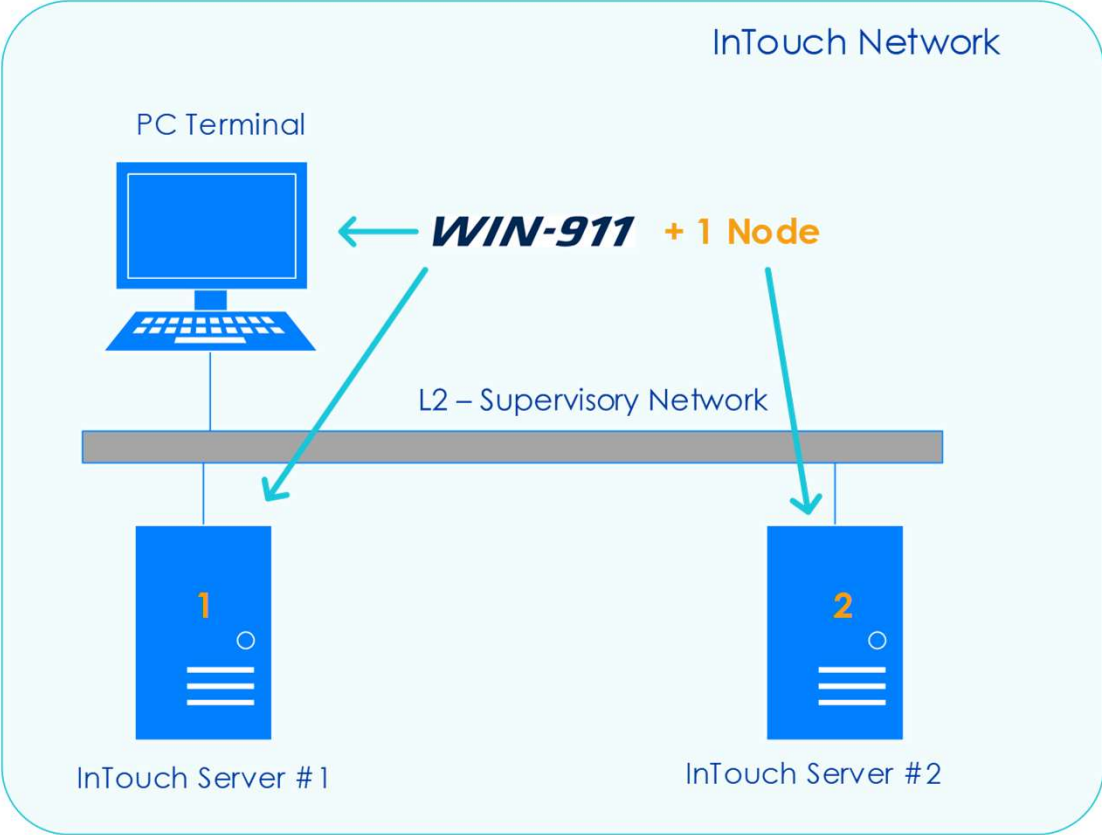 InTouch Network
PC Terminal
WIN-911 + 1 Node
L2 – Supervisory Network
1
2
InTouch Server #1
InTouch Server #2